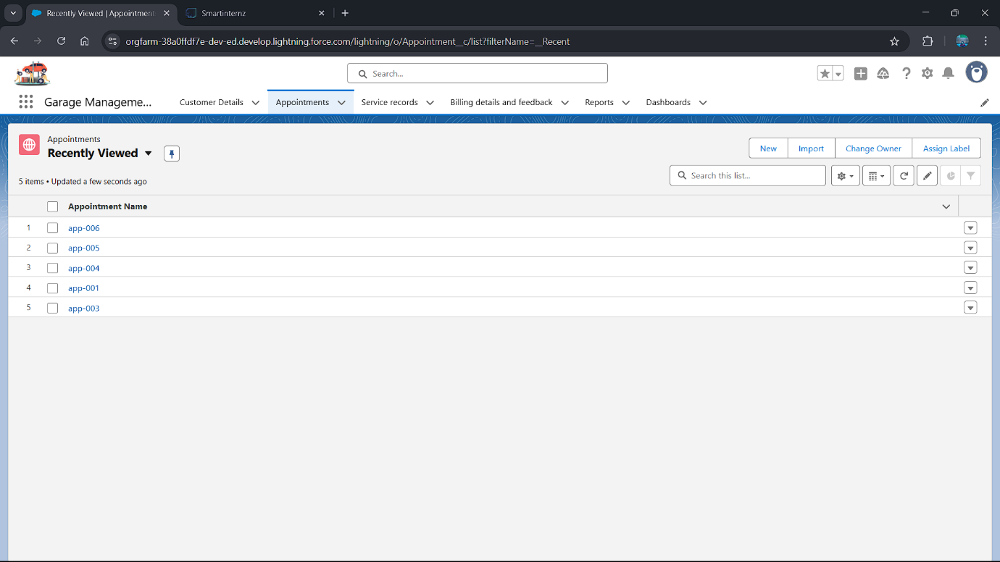 Recently Viewed | Appointment
Smartinternz
orgfarm-38a0ffdf7e-dev-ed.develop.lightning.force.com/lightning/o/Appointment__c/list?filterName=__Recent
Search...
Garage Manageme...
Customer Details
Appointments
Service records
Billing details and feedback
Reports
Dashboards
Appointments
Recently Viewed
New
Import
Change Owner
Assign Label
5 items • Updated a few seconds ago
Search this list...
Appointment Name
1 app-006
2 app-005
3 app-004
4 app-001
5 app-003